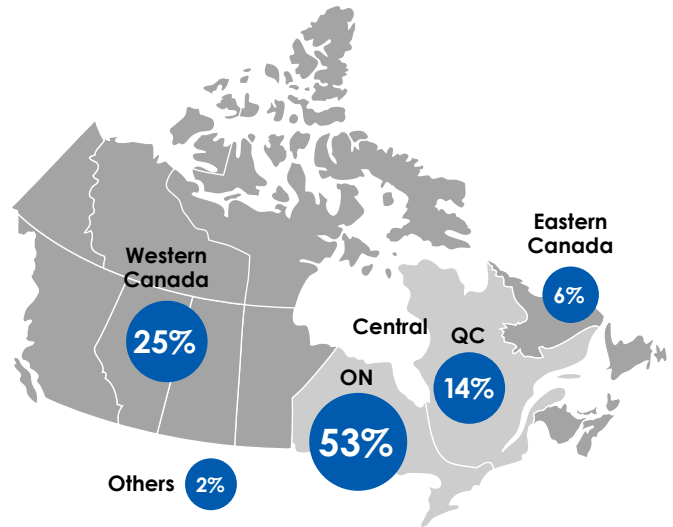 Eastern
Canada
6%
Western
Canada
25%
Central
QC
14%
ON
53%
Others
2%